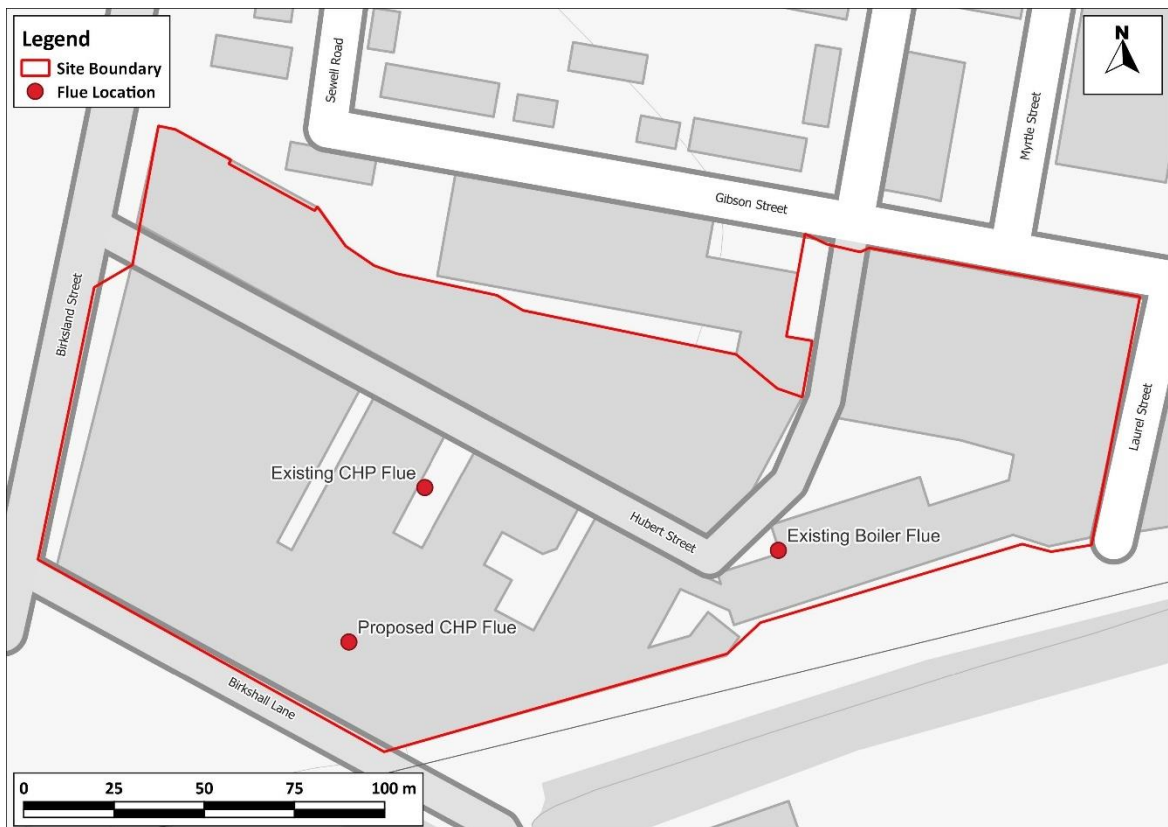 Legend
Site Boundary
Flue Location
N
Sewell Road
Myrtle Street
Gibson Street
Birksland Street
Laurel Street
Existing CHP Flue
Hubert Street
Existing Boiler Flue
Proposed CHP Flue
Birkshall Lane
0 25 50 75 100 m